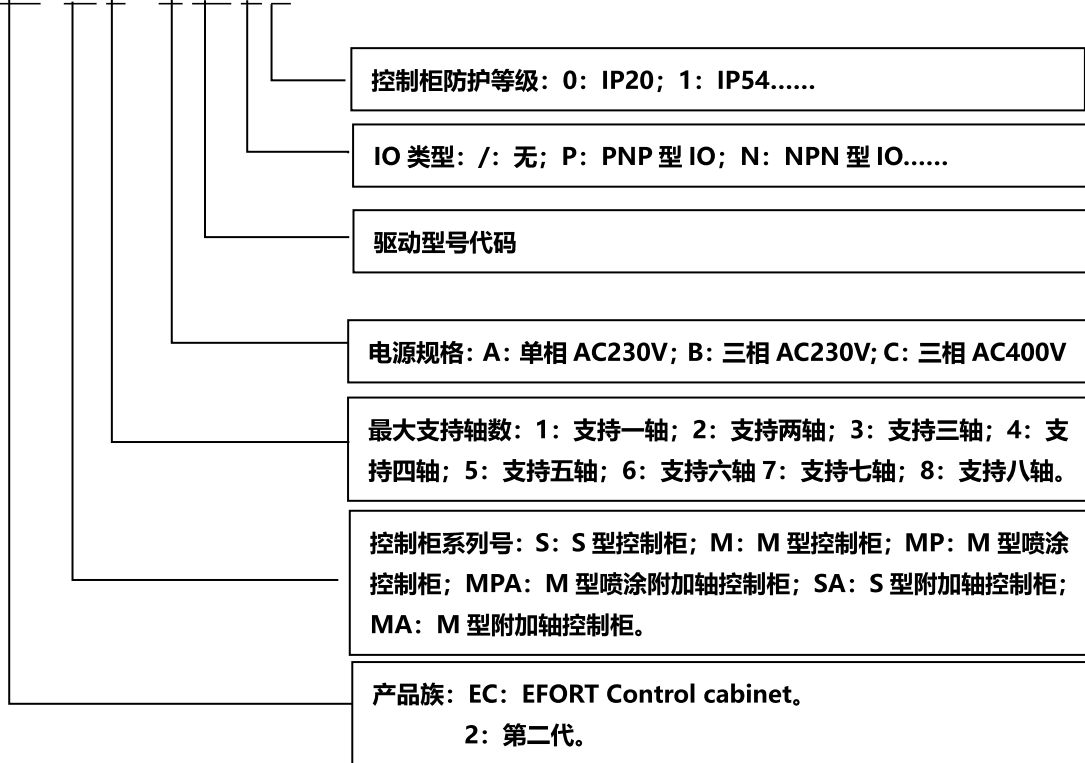 控制柜防护等级：0：IP20；1：IP54……
IO 类型：/：无；P：PNP 型 IO；N：NPN 型 IO……
驱动型号代码
电源规格：A：单相 AC230V；B：三相 AC230V; C：三相 AC400V
最大支持轴数：1：支持一轴；2：支持两轴；3：支持三轴；4：支
持四轴；5：支持五轴；6：支持六轴 7：支持七轴；8：支持八轴。
控制柜系列号：S：S 型控制柜；M：M 型控制柜；MP：M 型喷涂
控制柜；MPA：M 型喷涂附加轴控制柜；SA：S 型附加轴控制柜；
MA：M 型附加轴控制柜。
产品族：EC：EFORT Control cabinet。
2：第二代。